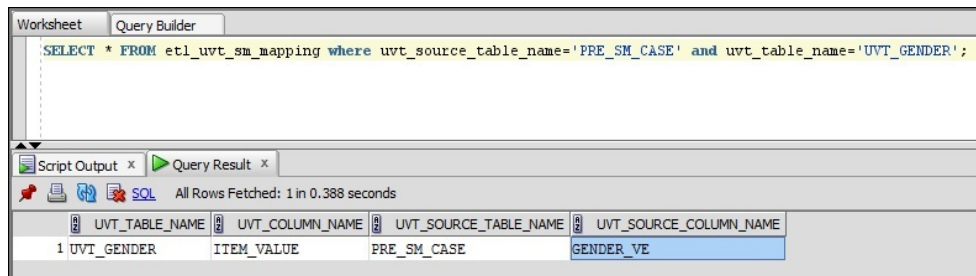 Worksheet Query Builder
SELECT * FROM etl_uvt_sm_mapping where uvt_source_table_name='PRE_SM_CASE' and uvt_table_name='UVT_GENDER';
Script Output x Query Result x
SQL All Rows Fetched: 1 in 0.388 seconds
UVT_TABLE_NAME UVT_COLUMN_NAME UVT_SOURCE_TABLE_NAME UVT_SOURCE_COLUMN_NAME
1 UVT_GENDER ITEM_VALUE PRE_SM_CASE GENDER_VE